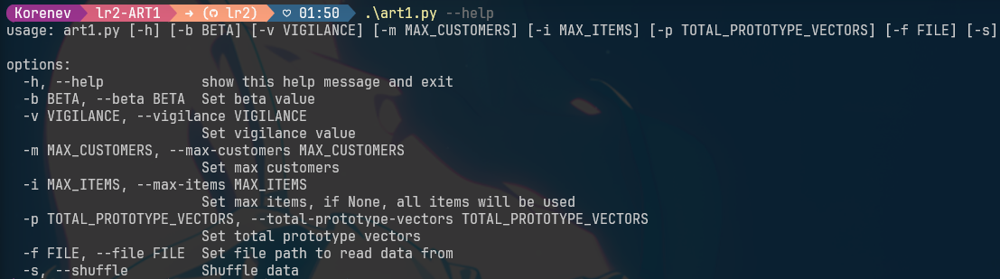 Korenev lr2-ART1 → (lr2) ♡ 01:50 .\art1.py --help
usage: art1.py [-h] [-b BETA] [-v VIGILANCE] [-m MAX_CUSTOMERS] [-i MAX_ITEMS] [-p TOTAL_PROTOTYPE_VECTORS] [-f FILE] [-s]
options:
-h, --help show this help message and exit
-b BETA, --beta BETA Set beta value
-v VIGILANCE, --vigilance VIGILANCE
Set vigilance value
-m MAX_CUSTOMERS, --max-customers MAX_CUSTOMERS
Set max customers
-i MAX_ITEMS, --max-items MAX_ITEMS
Set max items, if None, all items will be used
-p TOTAL_PROTOTYPE_VECTORS, --total-prototype-vectors TOTAL_PROTOTYPE_VECTORS
Set total prototype vectors
-f FILE, --file FILE Set file path to read data from
-s, --shuffle Shuffle data